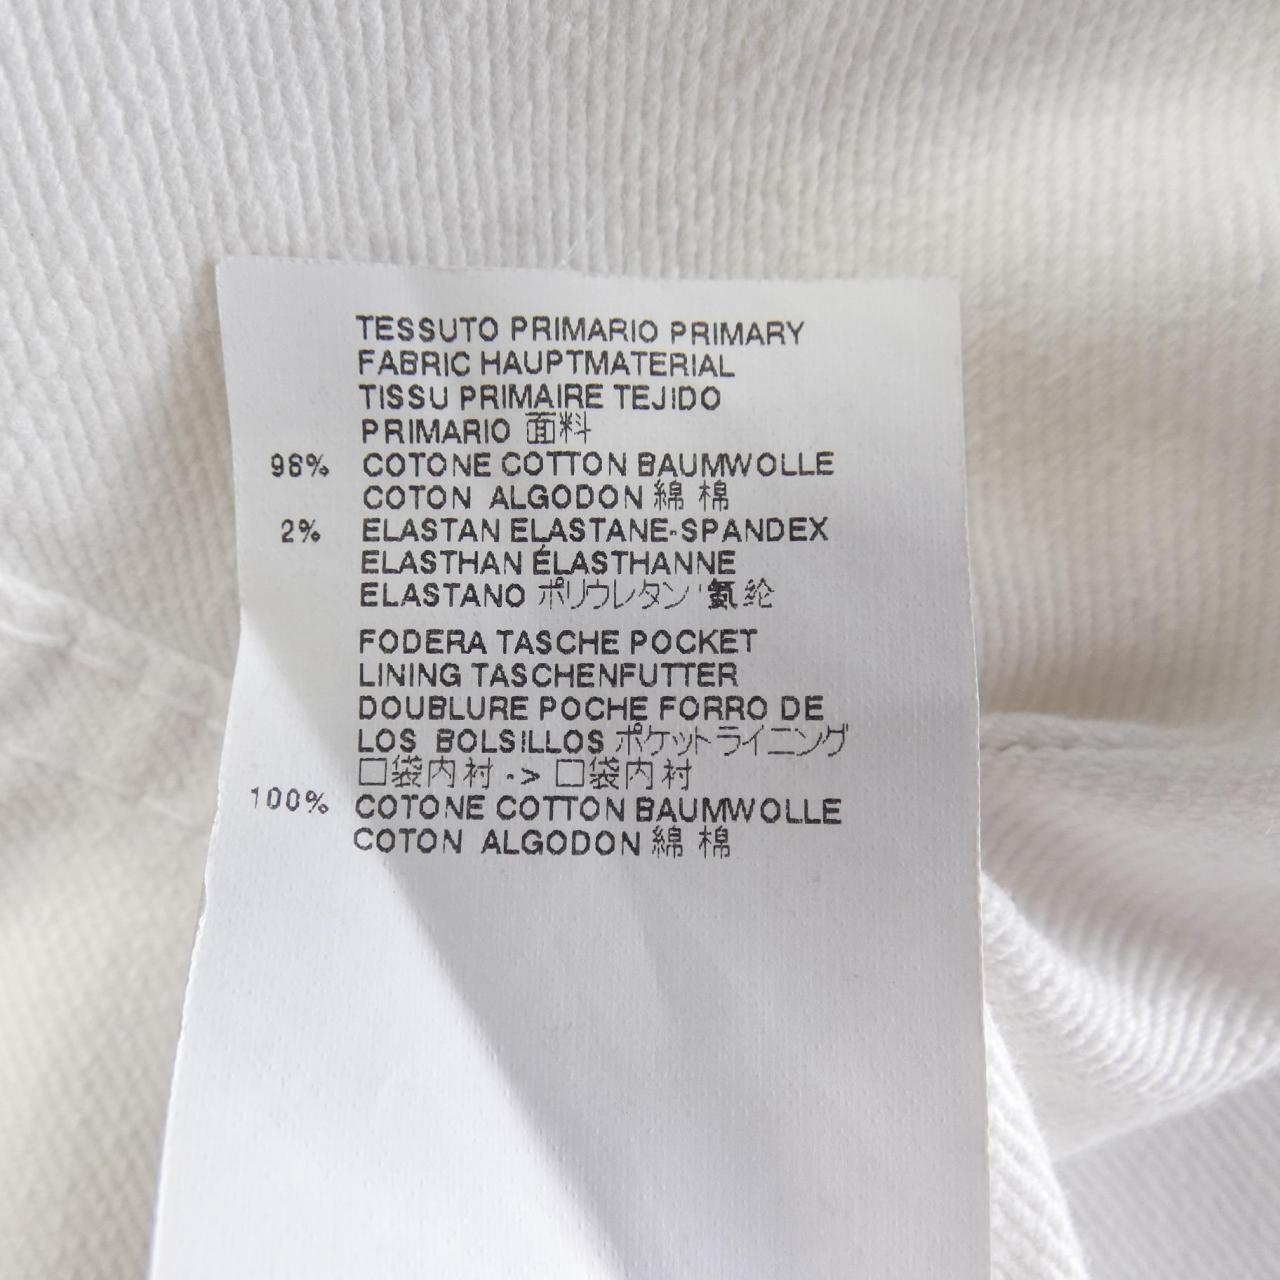 TESSUTO PRIMARIO PRIMARY
FABRIC HAUPTMATERIAL
TISSU PRIMAIRE TEJIDO
PRIMARIO 面料
98% COTONE COTTON BAUMWOLLE
COTON ALGODON 綿 棉
2% ELASTAN ELASTANE-SPANDEX
ELASTHAN ÉLASTHANNE
ELASTANO ポリウレタン 氨纶
FODERA TASCHE POCKET
LINING TASCHENFUTTER
DOUBLURE POCHE FORRO DE
LOS BOLSILLOS ポケットライニング
口袋内衬 -> 口袋内衬
100% COTONE COTTON BAUMWOLLE
COTON ALGODON 綿 棉